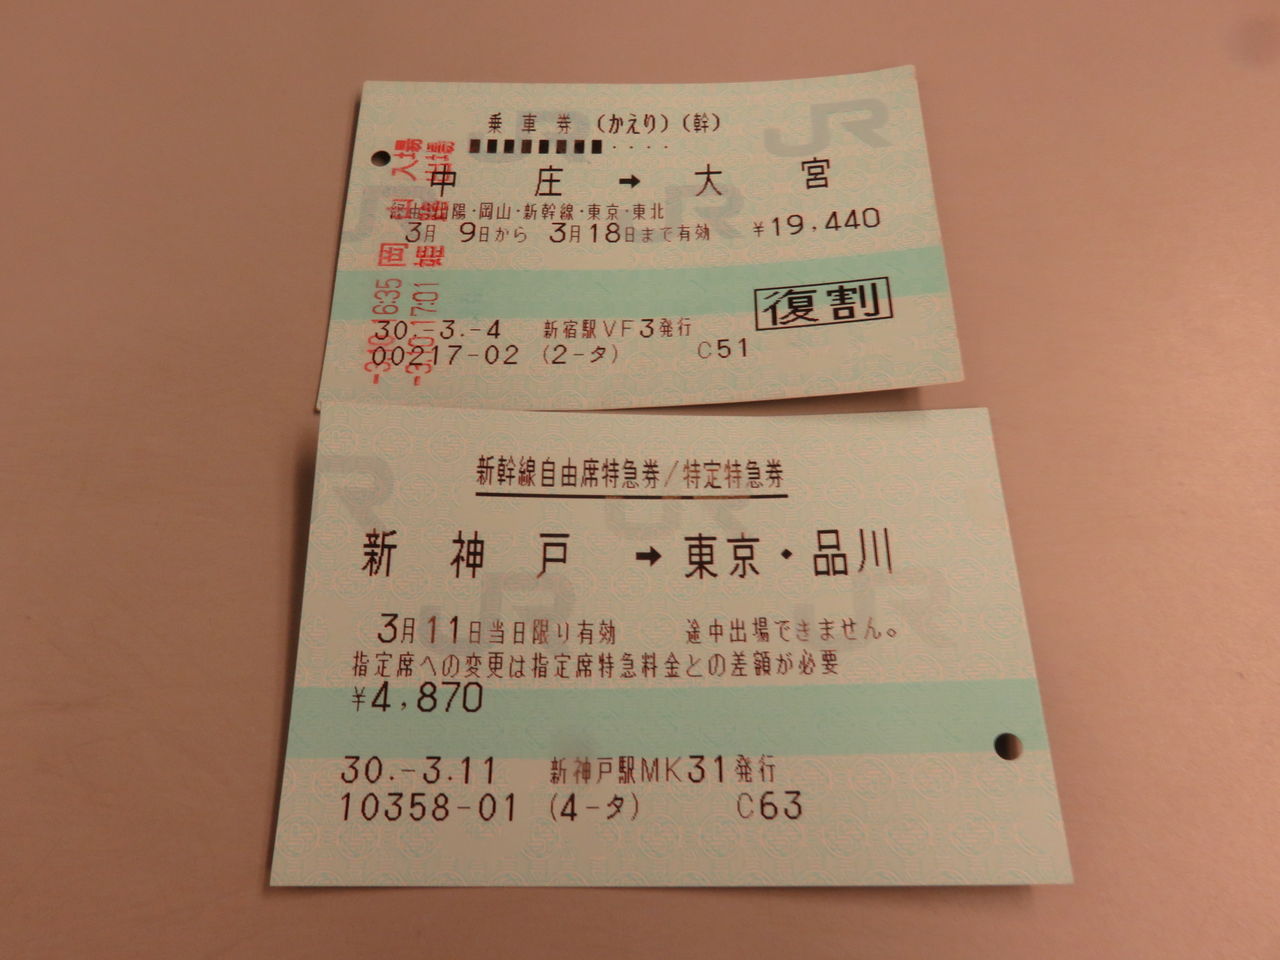 乗車券（かえり）（幹）
中庄 → 大宮
経由：山陽・岡山・新幹線・東京・東北
3月 9日から 3月18日まで有効 ¥19,440
復割
30.-3.-4 新宿駅VF3発行
00217-02 (2-タ) C51
入場
出場
新幹線自由席特急券/特定特急券
新神戸 → 東京・品川
3月11日当日限り有効 途中出場できません。
指定席への変更は指定席特急料金との差額が必要
¥4,870
30.-3.11 新神戸駅MK31発行
10358-01 (4-タ) C63